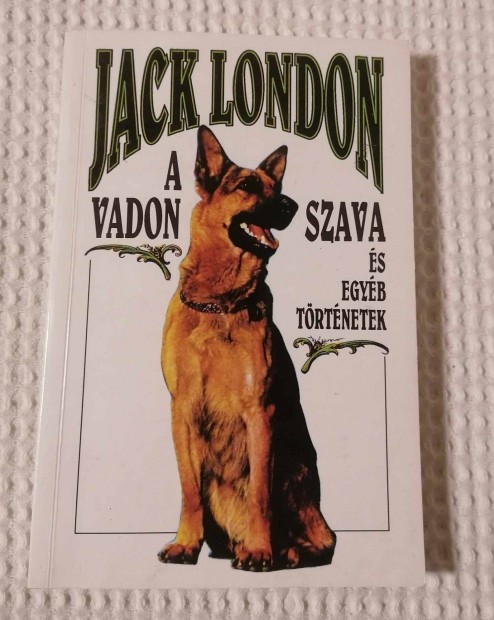 JACK LONDON
A
VADON SZAVA
ÉS
EGYÉB
TÖRTÉNETEK